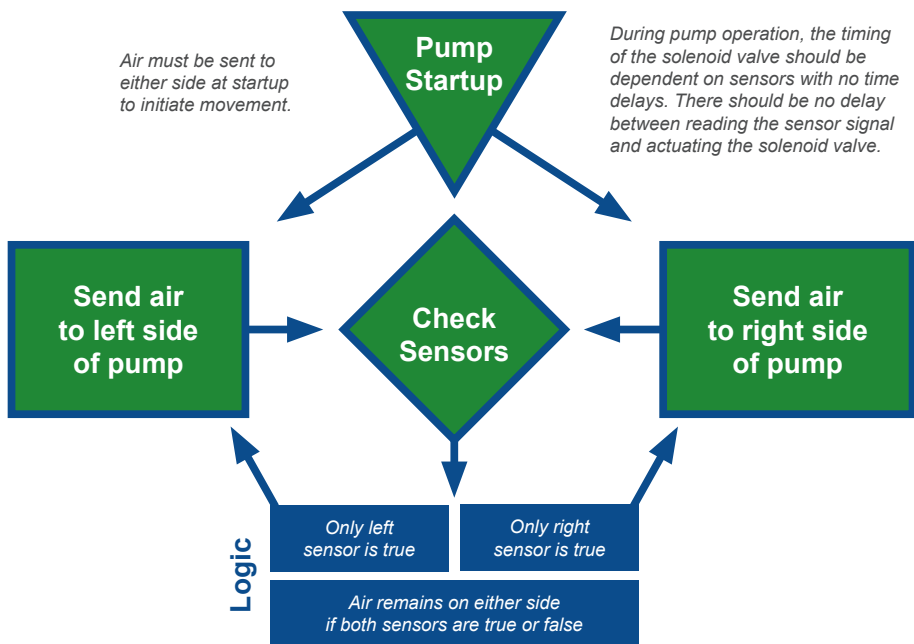 Air must be sent to
either side at startup
to initiate movement.
Pump
Startup
During pump operation, the timing
of the solenoid valve should be
dependent on sensors with no time
delays. There should be no delay
between reading the sensor signal
and actuating the solenoid valve.
Send air
to left side
of pump
Check
Sensors
Send air
to right side
of pump
Logic
Only left
sensor is true
Only right
sensor is true
Air remains on either side
if both sensors are true or false